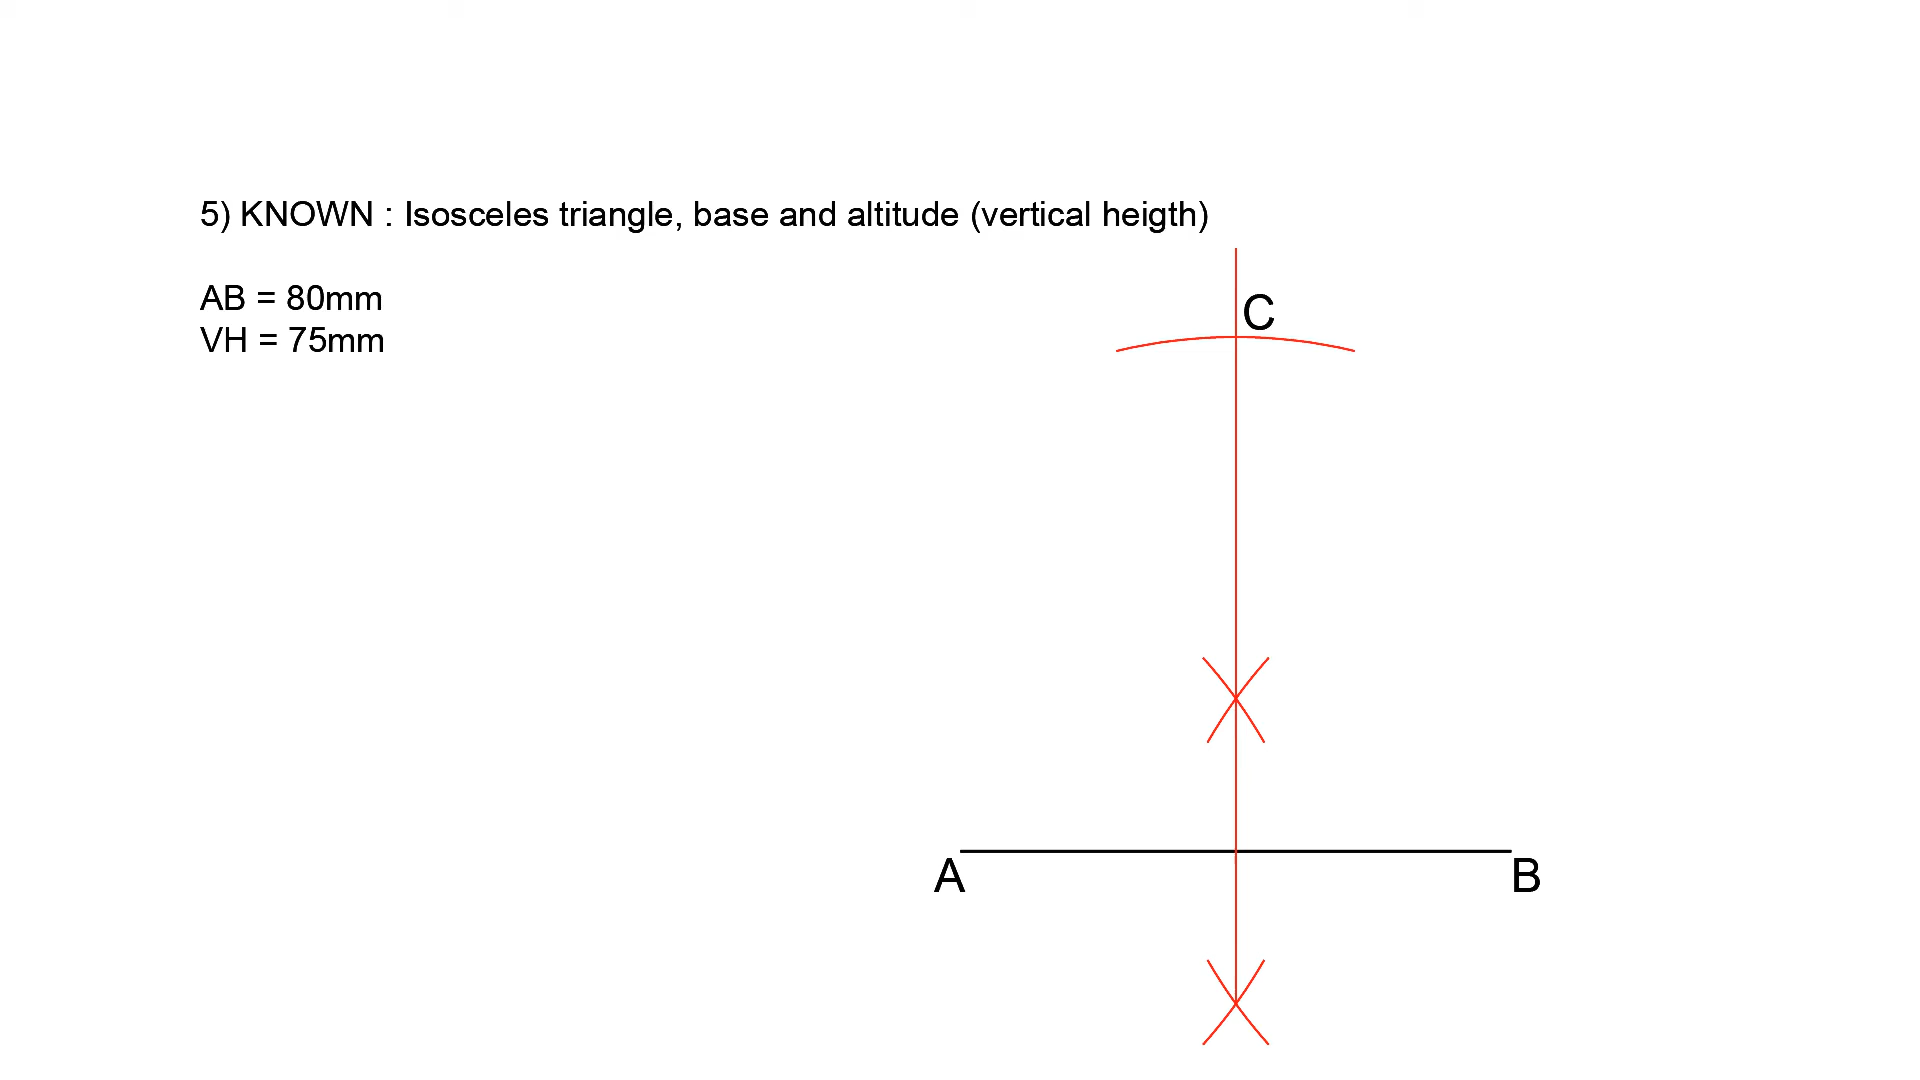 5) KNOWN : Isosceles triangle, base and altitude (vertical heigth)
AB = 80mm
VH = 75mm
C
A
B